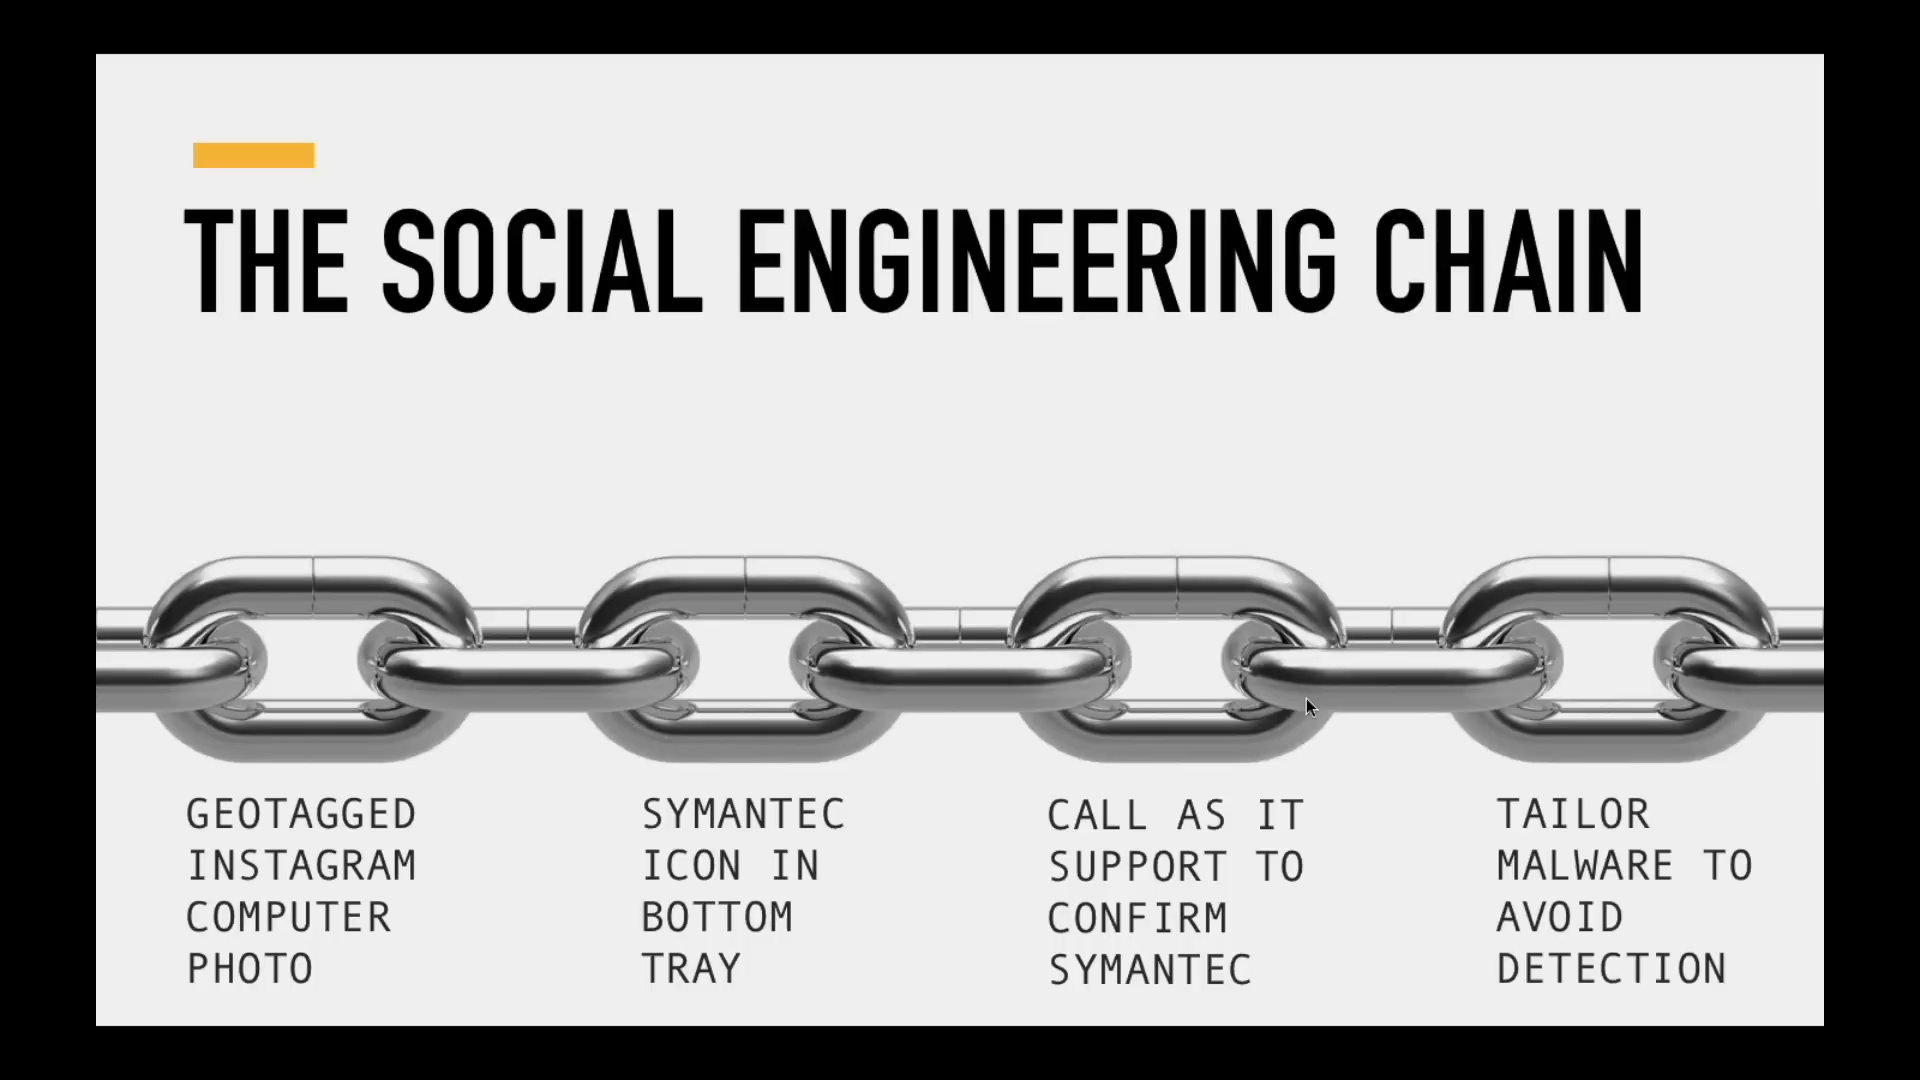 THE SOCIAL ENGINEERING CHAIN
GEOTAGGED
INSTAGRAM
COMPUTER
PHOTO
SYMANTEC
ICON IN
BOTTOM
TRAY
CALL AS IT
SUPPORT TO
CONFIRM
SYMANTEC
TAILOR
MALWARE TO
AVOID
DETECTION